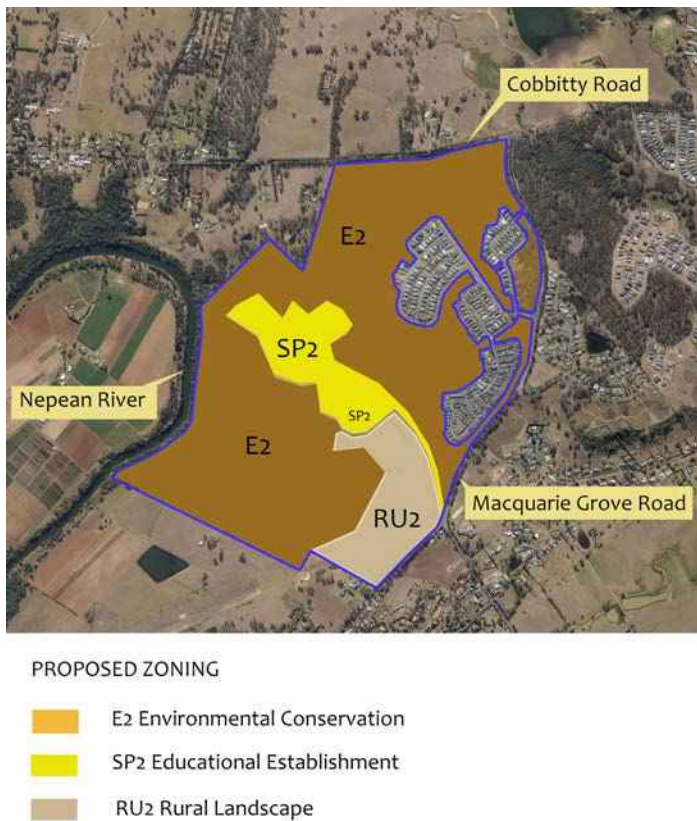 Cobbitty Road
E2
SP2
Nepean River
SP2
E2
Macquarie Grove Road
RU2
PROPOSED ZONING
E2 Environmental Conservation
SP2 Educational Establishment
RU2 Rural Landscape